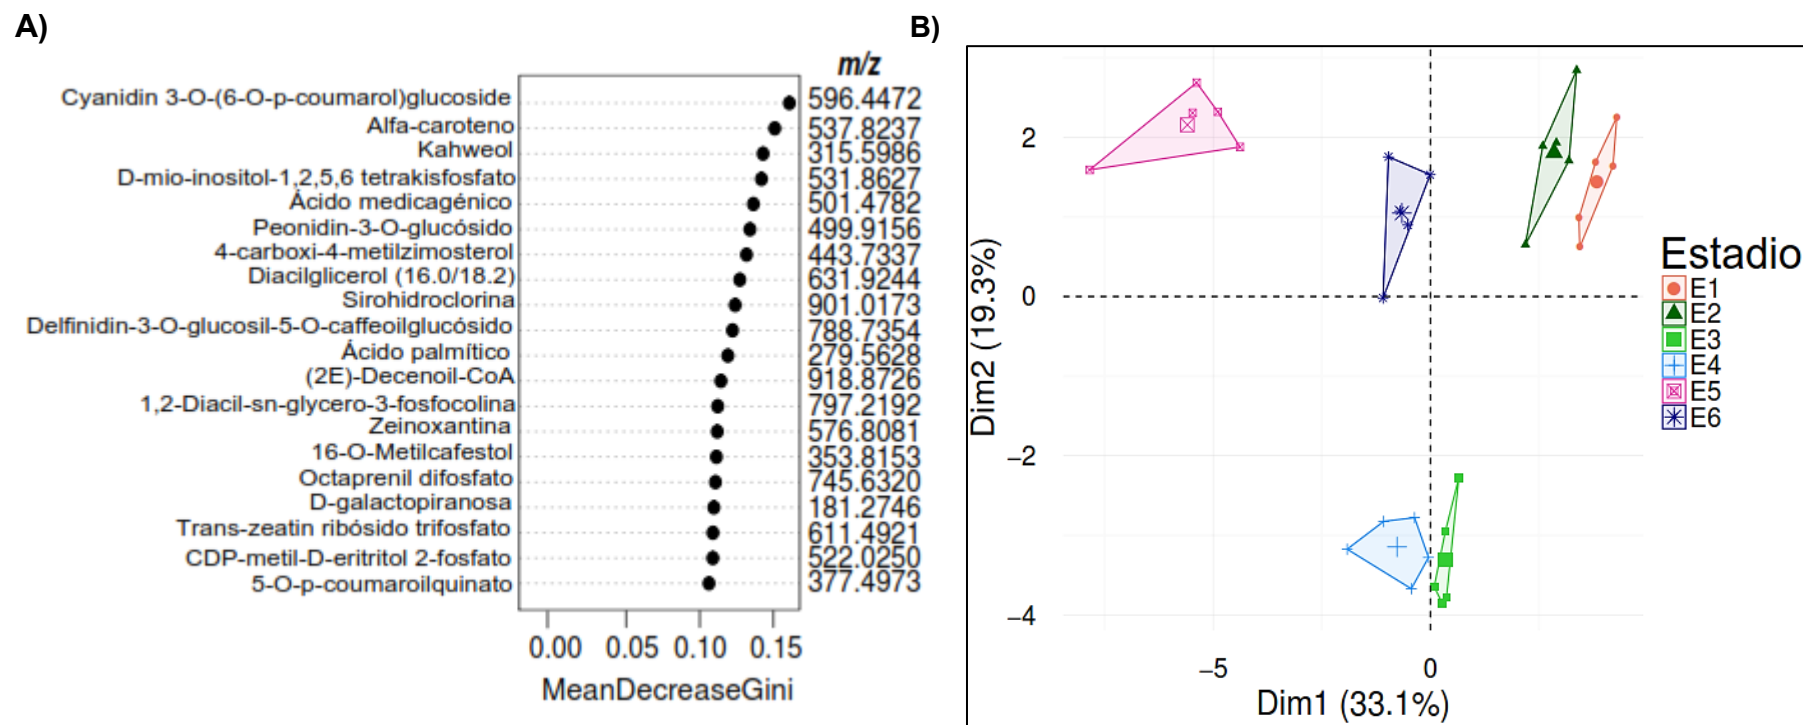 A)
m/z
Cyanidin 3-O-(6-O-p-coumarol)glucoside 596.4472
Alfa-caroteno 537.8237
Kahweol 315.5986
D-mio-inositol-1,2,5,6 tetrakisfosfato 531.8627
Ácido medicagénico 501.4782
Peonidin-3-O-glucósido 499.9156
4-carboxi-4-metilzimosterol 443.7337
Diacilglicerol (16.0/18.2) 631.9244
Sirohidroclorina 901.0173
Delfinidin-3-O-glucosil-5-O-caffeoilglucósido 788.7354
Ácido palmítico 279.5628
(2E)-Decenoil-CoA 918.8726
1,2-Diacil-sn-glycero-3-fosfocolina 797.2192
Zeinoxantina 576.8081
16-O-Metilcafestol 353.8153
Octaprenil difosfato 745.6320
D-galactopiranosa 181.2746
Trans-zeatin ribósido trifosfato 611.4921
CDP-metil-D-eritritol 2-fosfato 522.0250
5-O-p-coumaroilquinato 377.4973
0.00 0.05 0.10 0.15
MeanDecreaseGini
B)
2
0
−2
−4
Dim2 (19.3%)
−5 0
Dim1 (33.1%)
Estadio
E1
E2
E3
E4
E5
E6